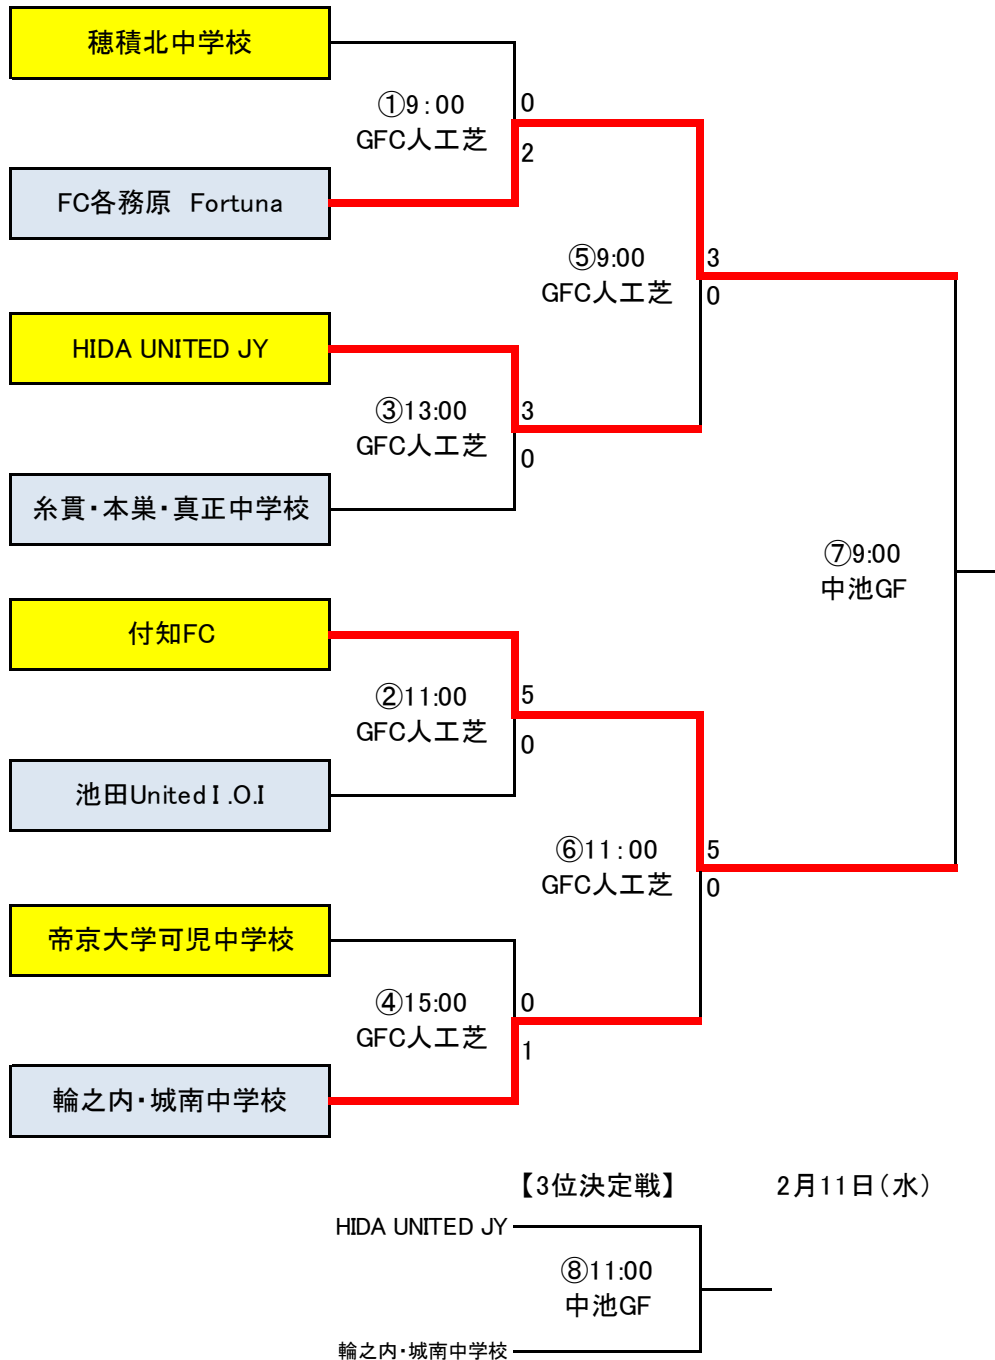 穂積北中学校
①9：00
GFC人工芝
0
2
FC各務原　Fortuna
⑤9:00
GFC人工芝
3
0
HIDA UNITED JY
③13:00
GFC人工芝
3
0
糸貫・本巣・真正中学校
⑦9:00
中池GF
付知FC
②11:00
GFC人工芝
5
0
池田United I .O.I
⑥11：00
GFC人工芝
5
0
帝京大学可児中学校
④15:00
GFC人工芝
0
1
輪之内・城南中学校
【3位決定戦】
2月11日（水）
HIDA UNITED JY
⑧11:00
中池GF
輪之内・城南中学校